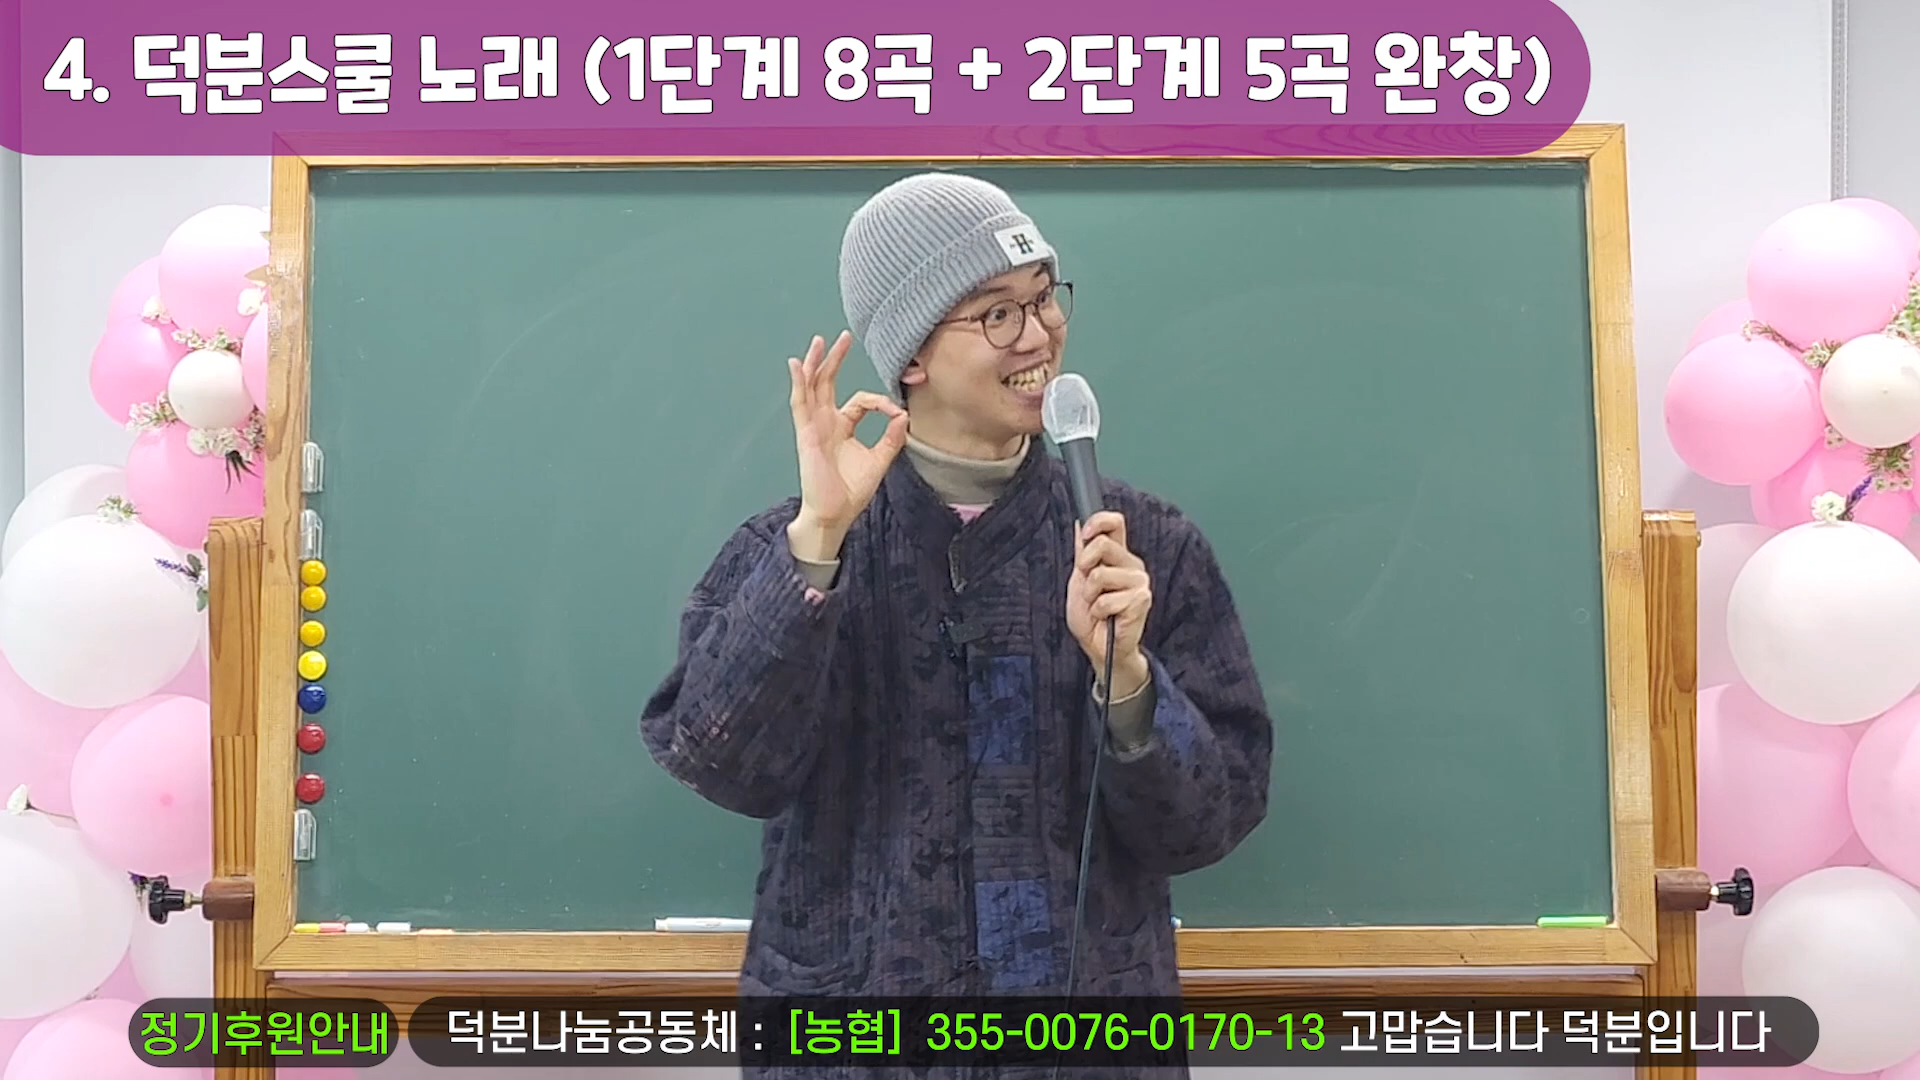 4. 덕분스쿨 노래 (1단계 8곡 + 2단계 5곡 완창)
H
정기후원안내 덕분나눔공동체 : [농협] 355-0076-0170-13 고맙습니다 덕분입니다